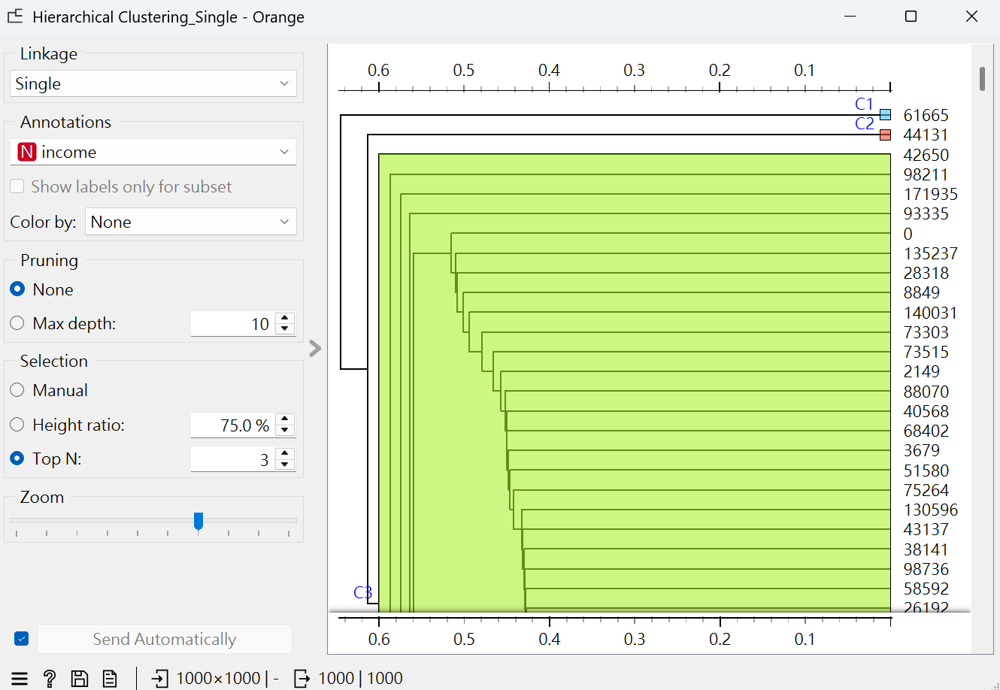 Hierarchical Clustering_Single - Orange
Linkage
Single
Annotations
N income
Show labels only for subset
Color by: None
Pruning
None
Max depth: 10
Selection
Manual
Height ratio: 75.0 %
Top N: 3
Zoom
Send Automatically
1000×1000 | - 1000 | 1000
0.6 0.5 0.4 0.3 0.2 0.1
C1 61665
C2 44131
42650
98211
171935
93335
0
135237
28318
8849
140031
73303
73515
2149
88070
40568
68402
3679
51580
75264
130596
43137
38141
98736
58592
C3
26192
0.6 0.5 0.4 0.3 0.2 0.1